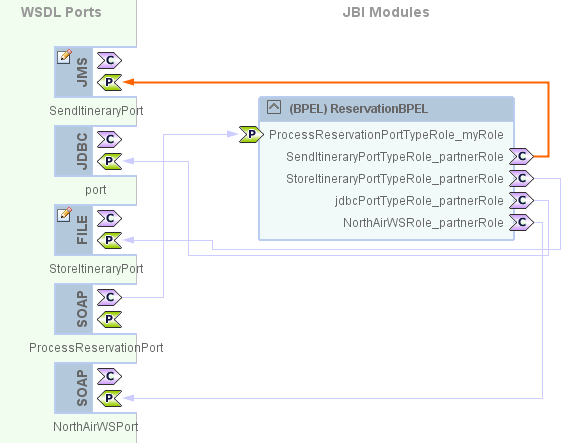 WSDL Ports
JBI Modules
JMS
C
P
SendItineraryPort
JDBC
C
P
port
FILE
C
P
StoreItineraryPort
SOAP
C
P
ProcessReservationPort
SOAP
C
P
NorthAirWSPort
(BPEL) ReservationBPEL
P
ProcessReservationPortTypeRole_myRole
SendItineraryPortTypeRole_partnerRole
C
StoreItineraryPortTypeRole_partnerRole
C
jdbcPortTypeRole_partnerRole
C
NorthAirWSRole_partnerRole
C